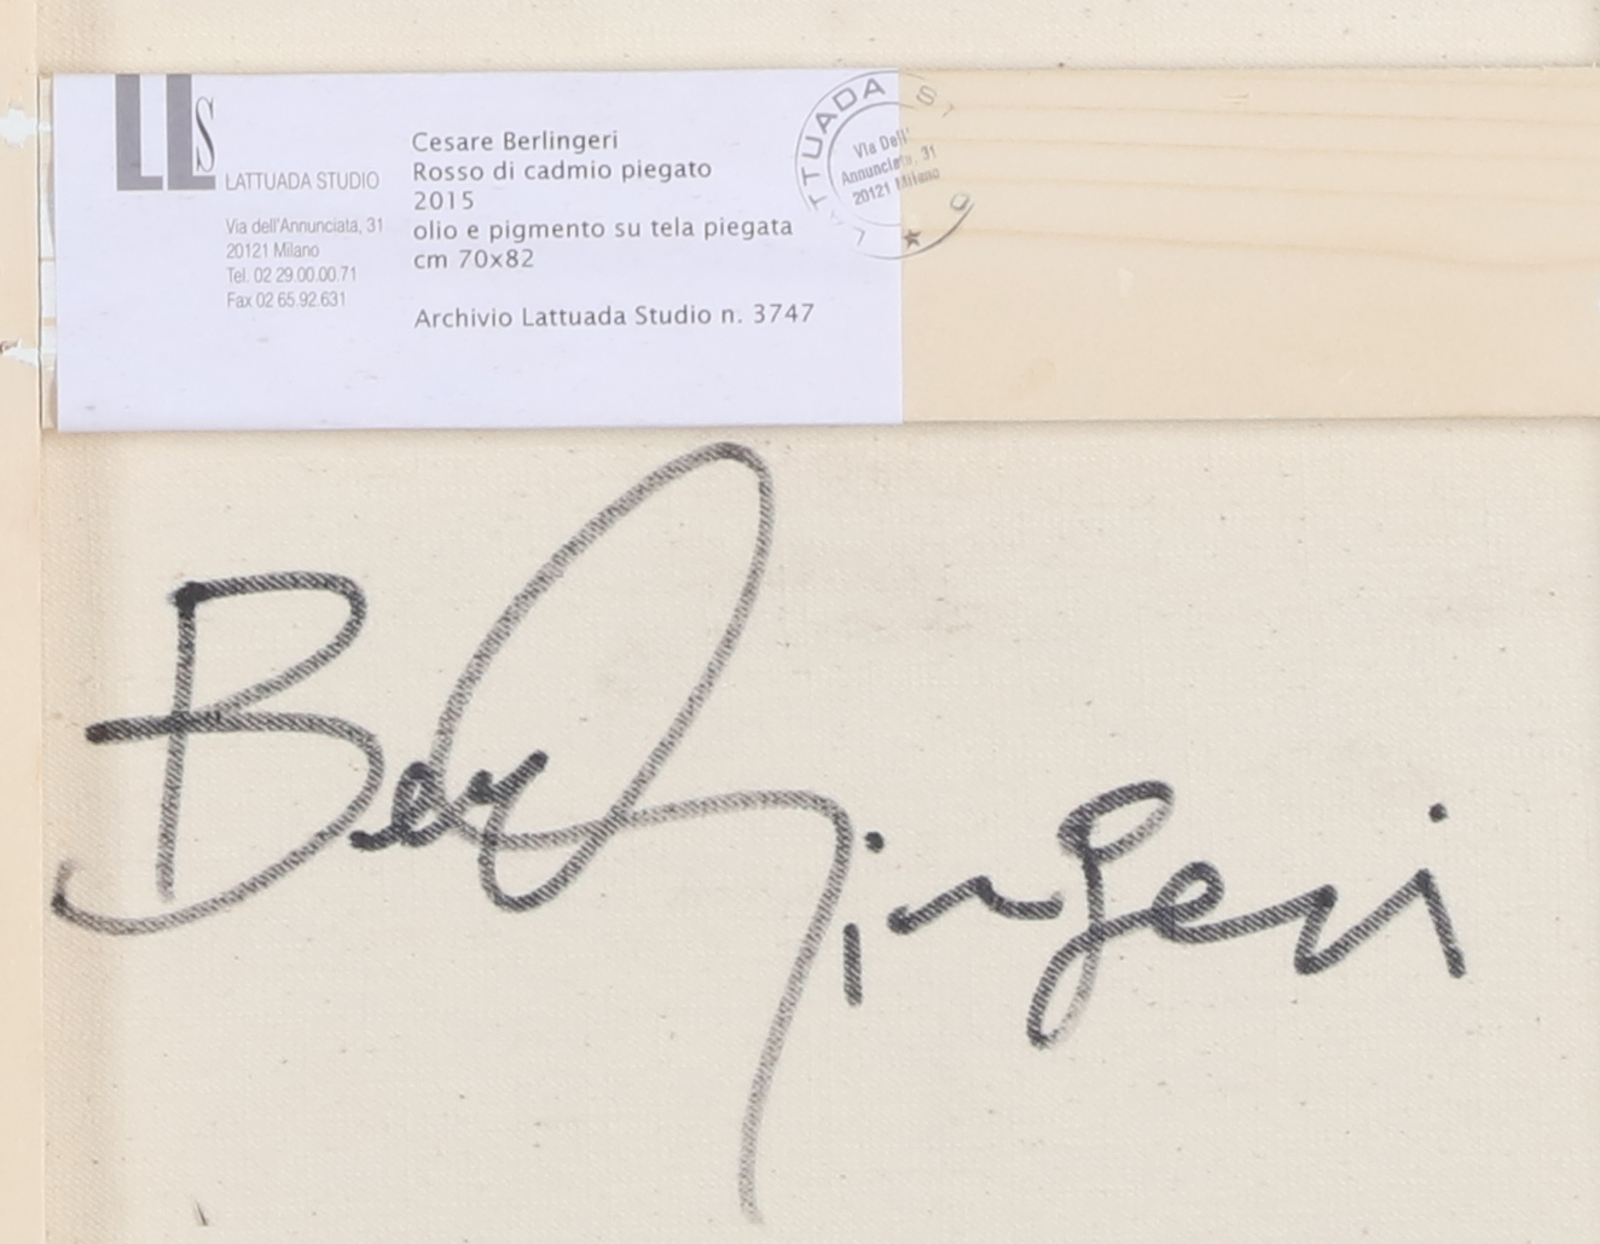 LLS
LATTUADA STUDIO
Via dell'Annunciata, 31
20121 Milano
Tel. 02 29.00.00.71
Fax 02 65.92.631
Cesare Berlingeri
Rosso di cadmio piegato
2015
olio e pigmento su tela piegata
cm 70x82
Archivio Lattuada Studio n. 3747
LATTUADA
Via Dell'
Annunciata, 31
20121 Milano
Berlingeri